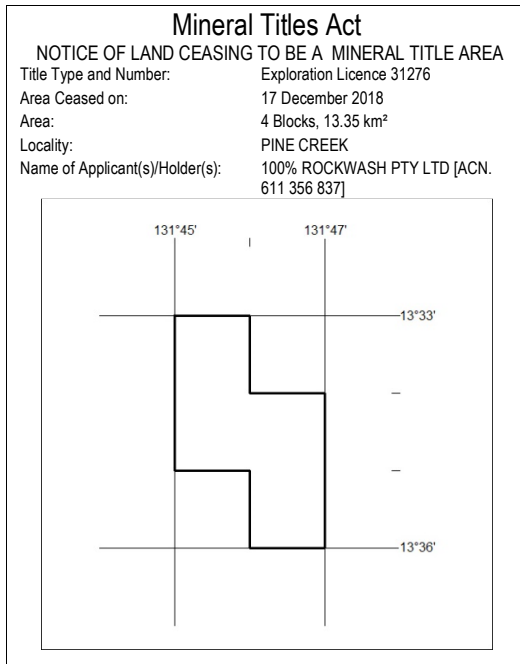 Mineral Titles Act
NOTICE OF LAND CEASING TO BE A MINERAL TITLE AREA
Title Type and Number: Exploration Licence 31276
Area Ceased on: 17 December 2018
Area: 4 Blocks, 13.35 km²
Locality: PINE CREEK
Name of Applicant(s)/Holder(s): 100% ROCKWASH PTY LTD [ACN.
611 356 837]
131°45' 131°47'
13°33'
13°36'